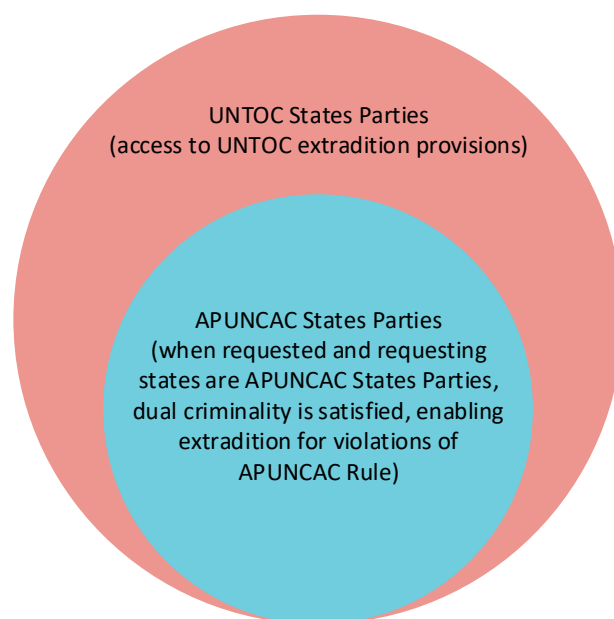 UNTOC States Parties
(access to UNTOC extradition provisions)
APUNCAC States Parties
(when requested and requesting
states are APUNCAC States Parties,
dual criminality is satisfied, enabling
extradition for violations of
APUNCAC Rule)